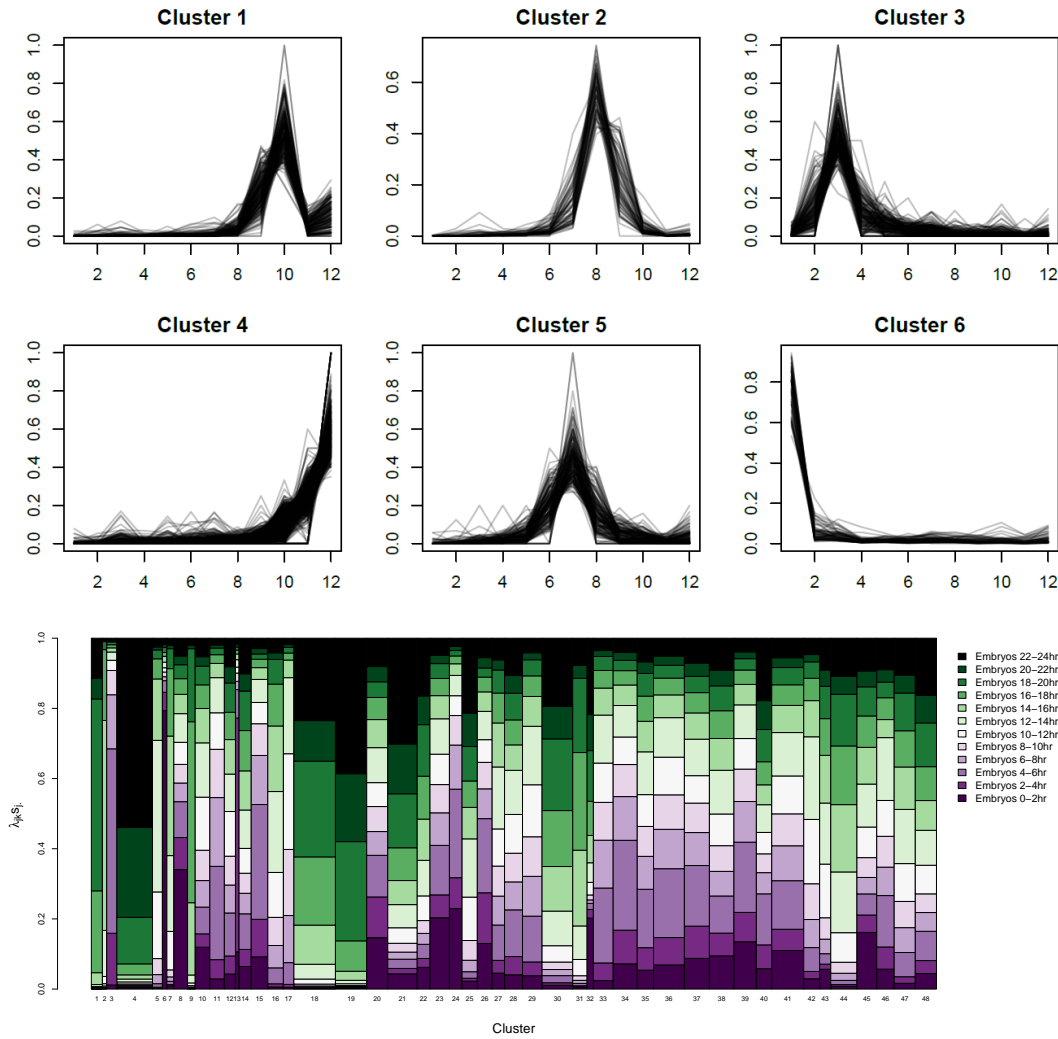 Cluster 1
Cluster 2
Cluster 3
0.0 0.2 0.4 0.6 0.8 1.0
0.0 0.2 0.4 0.6
0.0 0.2 0.4 0.6 0.8 1.0
2 4 6 8 10 12
2 4 6 8 10 12
2 4 6 8 10 12
Cluster 4
Cluster 5
Cluster 6
0.0 0.2 0.4 0.6 0.8 1.0
0.0 0.2 0.4 0.6 0.8 1.0
0.0 0.2 0.4 0.6 0.8
2 4 6 8 10 12
2 4 6 8 10 12
2 4 6 8 10 12
λjksj.
0.0 0.2 0.4 0.6 0.8 1.0
1 2 3 4 5 6 7 8 9 10 11 12 13 14 15 16 17 18 19 20 21 22 23 24 25 26 27 28 29 30 31 32 33 34 35 36 37 38 39 40 41 42 43 44 45 46 47 48
Cluster
Embryos 22–24hr
Embryos 20–22hr
Embryos 18–20hr
Embryos 16–18hr
Embryos 14–16hr
Embryos 12–14hr
Embryos 10–12hr
Embryos 8–10hr
Embryos 6–8hr
Embryos 4–6hr
Embryos 2–4hr
Embryos 0–2hr